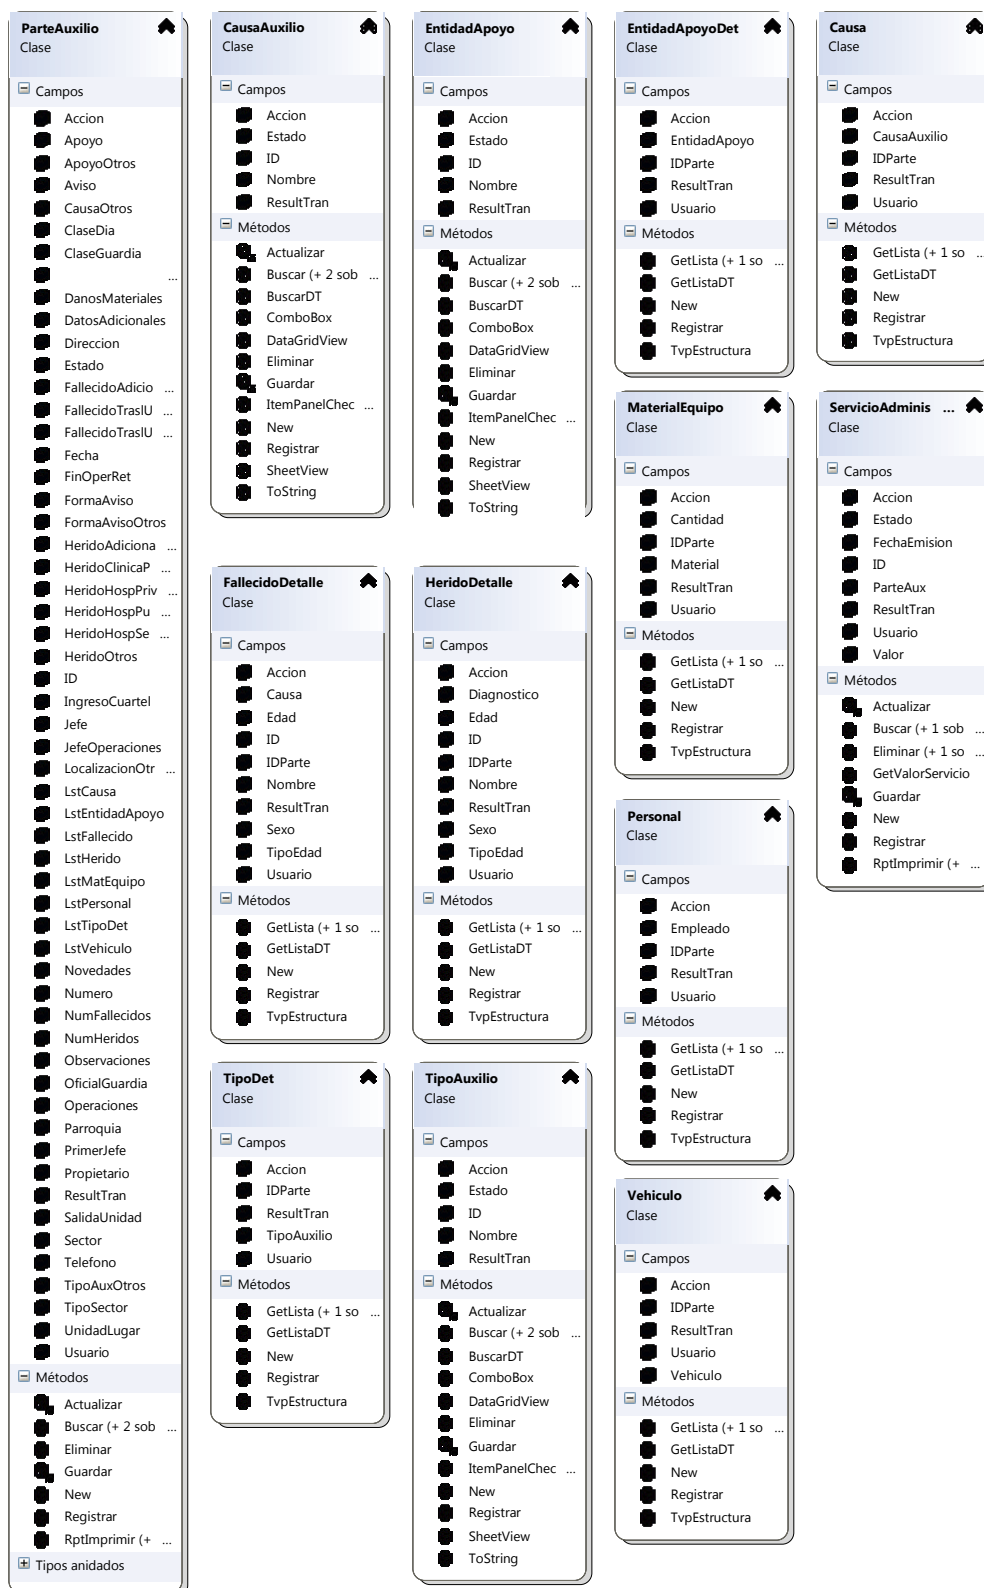 ParteAuxilio
Clase
Campos
Accion
Apoyo
ApoyoOtros
Aviso
CausaOtros
ClaseDia
ClaseGuardia
...
DanosMateriales
DatosAdicionales
Direccion
Estado
FallecidoAdicio ...
FallecidoTraslU ...
FallecidoTraslU ...
Fecha
FinOperRet
FormaAviso
FormaAvisoOtros
HeridoAdiciona ...
HeridoClinicaP ...
HeridoHospPriv ...
HeridoHospPu ...
HeridoHospSe ...
HeridoOtros
ID
IngresoCuartel
Jefe
JefeOperaciones
LocalizacionOtr ...
LstCausa
LstEntidadApoyo
LstFallecido
LstHerido
LstMatEquipo
LstPersonal
LstTipoDet
LstVehiculo
Novedades
Numero
NumFallecidos
NumHeridos
Observaciones
OficialGuardia
Operaciones
Parroquia
PrimerJefe
Propietario
ResultTran
SalidaUnidad
Sector
Telefono
TipoAuxOtros
TipoSector
UnidadLugar
Usuario
Métodos
Actualizar
Buscar (+ 2 sob ...
Eliminar
Guardar
New
Registrar
RptImprimir (+ ...
Tipos anidados
CausaAuxilio
Clase
Campos
Accion
Estado
ID
Nombre
ResultTran
Métodos
Actualizar
Buscar (+ 2 sob ...
BuscarDT
ComboBox
DataGridView
Eliminar
Guardar
ItemPanelChec ...
New
Registrar
SheetView
ToString
EntidadApoyo
Clase
Campos
Accion
Estado
ID
Nombre
ResultTran
Métodos
Actualizar
Buscar (+ 2 sob ...
BuscarDT
ComboBox
DataGridView
Eliminar
Guardar
ItemPanelChec ...
New
Registrar
SheetView
ToString
EntidadApoyoDet
Clase
Campos
Accion
EntidadApoyo
IDParte
ResultTran
Usuario
Métodos
GetLista (+ 1 so ...
GetListaDT
New
Registrar
TvpEstructura
Causa
Clase
Campos
Accion
CausaAuxilio
IDParte
ResultTran
Usuario
Métodos
GetLista (+ 1 so ...
GetListaDT
New
Registrar
TvpEstructura
MaterialEquipo
Clase
Campos
Accion
Cantidad
IDParte
Material
ResultTran
Usuario
Métodos
GetLista (+ 1 so ...
GetListaDT
New
Registrar
TvpEstructura
ServicioAdminis ...
Clase
Campos
Accion
Estado
FechaEmision
ID
ParteAux
ResultTran
Usuario
Valor
Métodos
Actualizar
Buscar (+ 1 sob ...
Eliminar (+ 1 so ...
GetValorServicio
Guardar
New
Registrar
RptImprimir (+ ...
FallecidoDetalle
Clase
Campos
Accion
Causa
Edad
ID
IDParte
Nombre
ResultTran
Sexo
TipoEdad
Usuario
Métodos
GetLista (+ 1 so ...
GetListaDT
New
Registrar
TvpEstructura
HeridoDetalle
Clase
Campos
Accion
Diagnostico
Edad
ID
IDParte
Nombre
ResultTran
Sexo
TipoEdad
Usuario
Métodos
GetLista (+ 1 so ...
GetListaDT
New
Registrar
TvpEstructura
Personal
Clase
Campos
Accion
Empleado
IDParte
ResultTran
Usuario
Métodos
GetLista (+ 1 so ...
GetListaDT
New
Registrar
TvpEstructura
TipoDet
Clase
Campos
Accion
IDParte
ResultTran
TipoAuxilio
Usuario
Métodos
GetLista (+ 1 so ...
GetListaDT
New
Registrar
TvpEstructura
TipoAuxilio
Clase
Campos
Accion
Estado
ID
Nombre
ResultTran
Métodos
Actualizar
Buscar (+ 2 sob ...
BuscarDT
ComboBox
DataGridView
Eliminar
Guardar
ItemPanelChec ...
New
Registrar
SheetView
ToString
Vehiculo
Clase
Campos
Accion
IDParte
ResultTran
Usuario
Vehiculo
Métodos
GetLista (+ 1 so ...
GetListaDT
New
Registrar
TvpEstructura